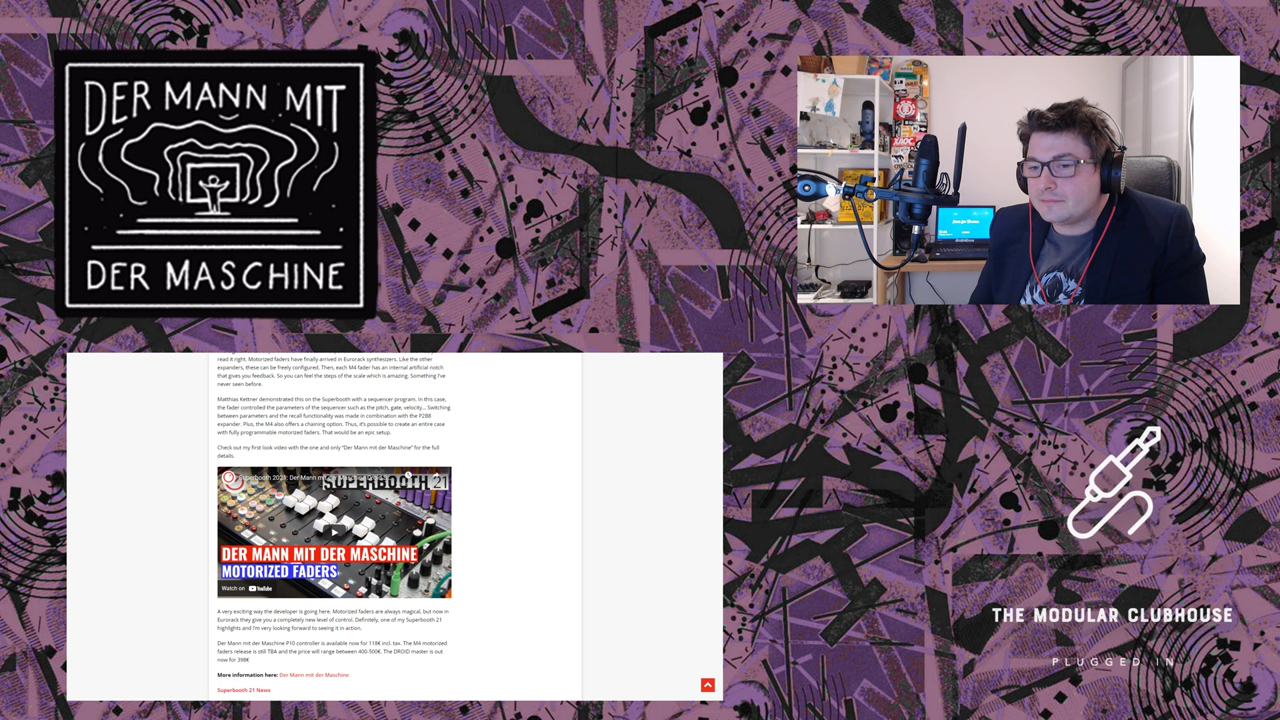 DER MANN MIT
DER MASCHINE
read it right. Motorized faders have finally arrived in Eurorack synthesizers. Like the other
expanders, these can be freely configured. Then, each M4 fader has an internal artificial notch
that gives you feedback. So you can feel the steps of the scale which is amazing. Something I've
never seen before.
Matthias Kettner demonstrated this on the Superbooth with a sequencer program. In this case,
the fader controlled the parameters of the sequencer such as the pitch, gate, velocity... Switching
between parameters and the recall functionality was made in combination with the P2B8
expander. Plus, the M4 also offers a chaining option. Thus, it's possible to create an entire case
with fully programmable motorized faders. That would be an epic setup.
Check out my first look video with the one and only "Der Mann mit der Maschine" for the full
details.
Superbooth 2021: Der Mann mit
SUPERBOOTH 21
DER MANN MIT DER MASCHINE
MOTORIZED FADERS
Watch on YouTube
A very exciting way the developer is going here. Motorized faders are always magical, but now in
Eurorack they give you a completely new level of control. Definitely, one of my Superbooth 21
highlights and I'm very looking forward to seeing it in action.
Der Mann mit der Maschine P10 controller is available now for 118€ incl. tax. The M4 motorized
faders release is still TBA and the price will range between 400-500€. The DROID master is out
now for 398€
More information here: Der Mann mit der Maschine
Superbooth 21 News
XAOC
THE MODULAR CLUBHOUSE
PLUGGED IN